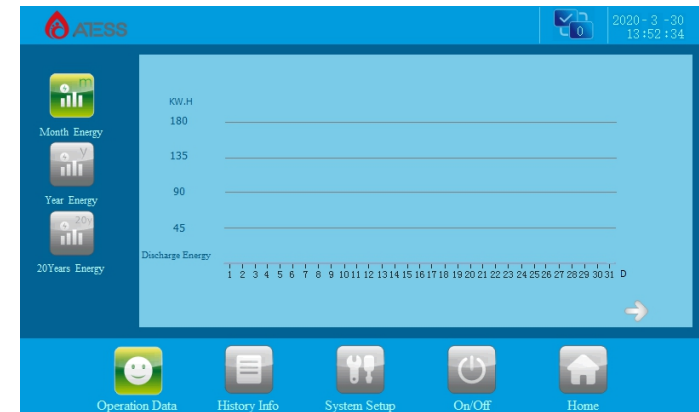 ATESS
0
2020- 3 -30
13:52:34
m
Month Energy
Y
Year Energy
20y
20Years Energy
KW.H
180
135
90
45
Discharge Energy
1 2 3 4 5 6 7 8 9 10 11 12 13 14 15 16 17 18 19 20 21 22 23 24 25 26 27 28 29 30 31 D
Operation Data History Info System Setup On/Off Home